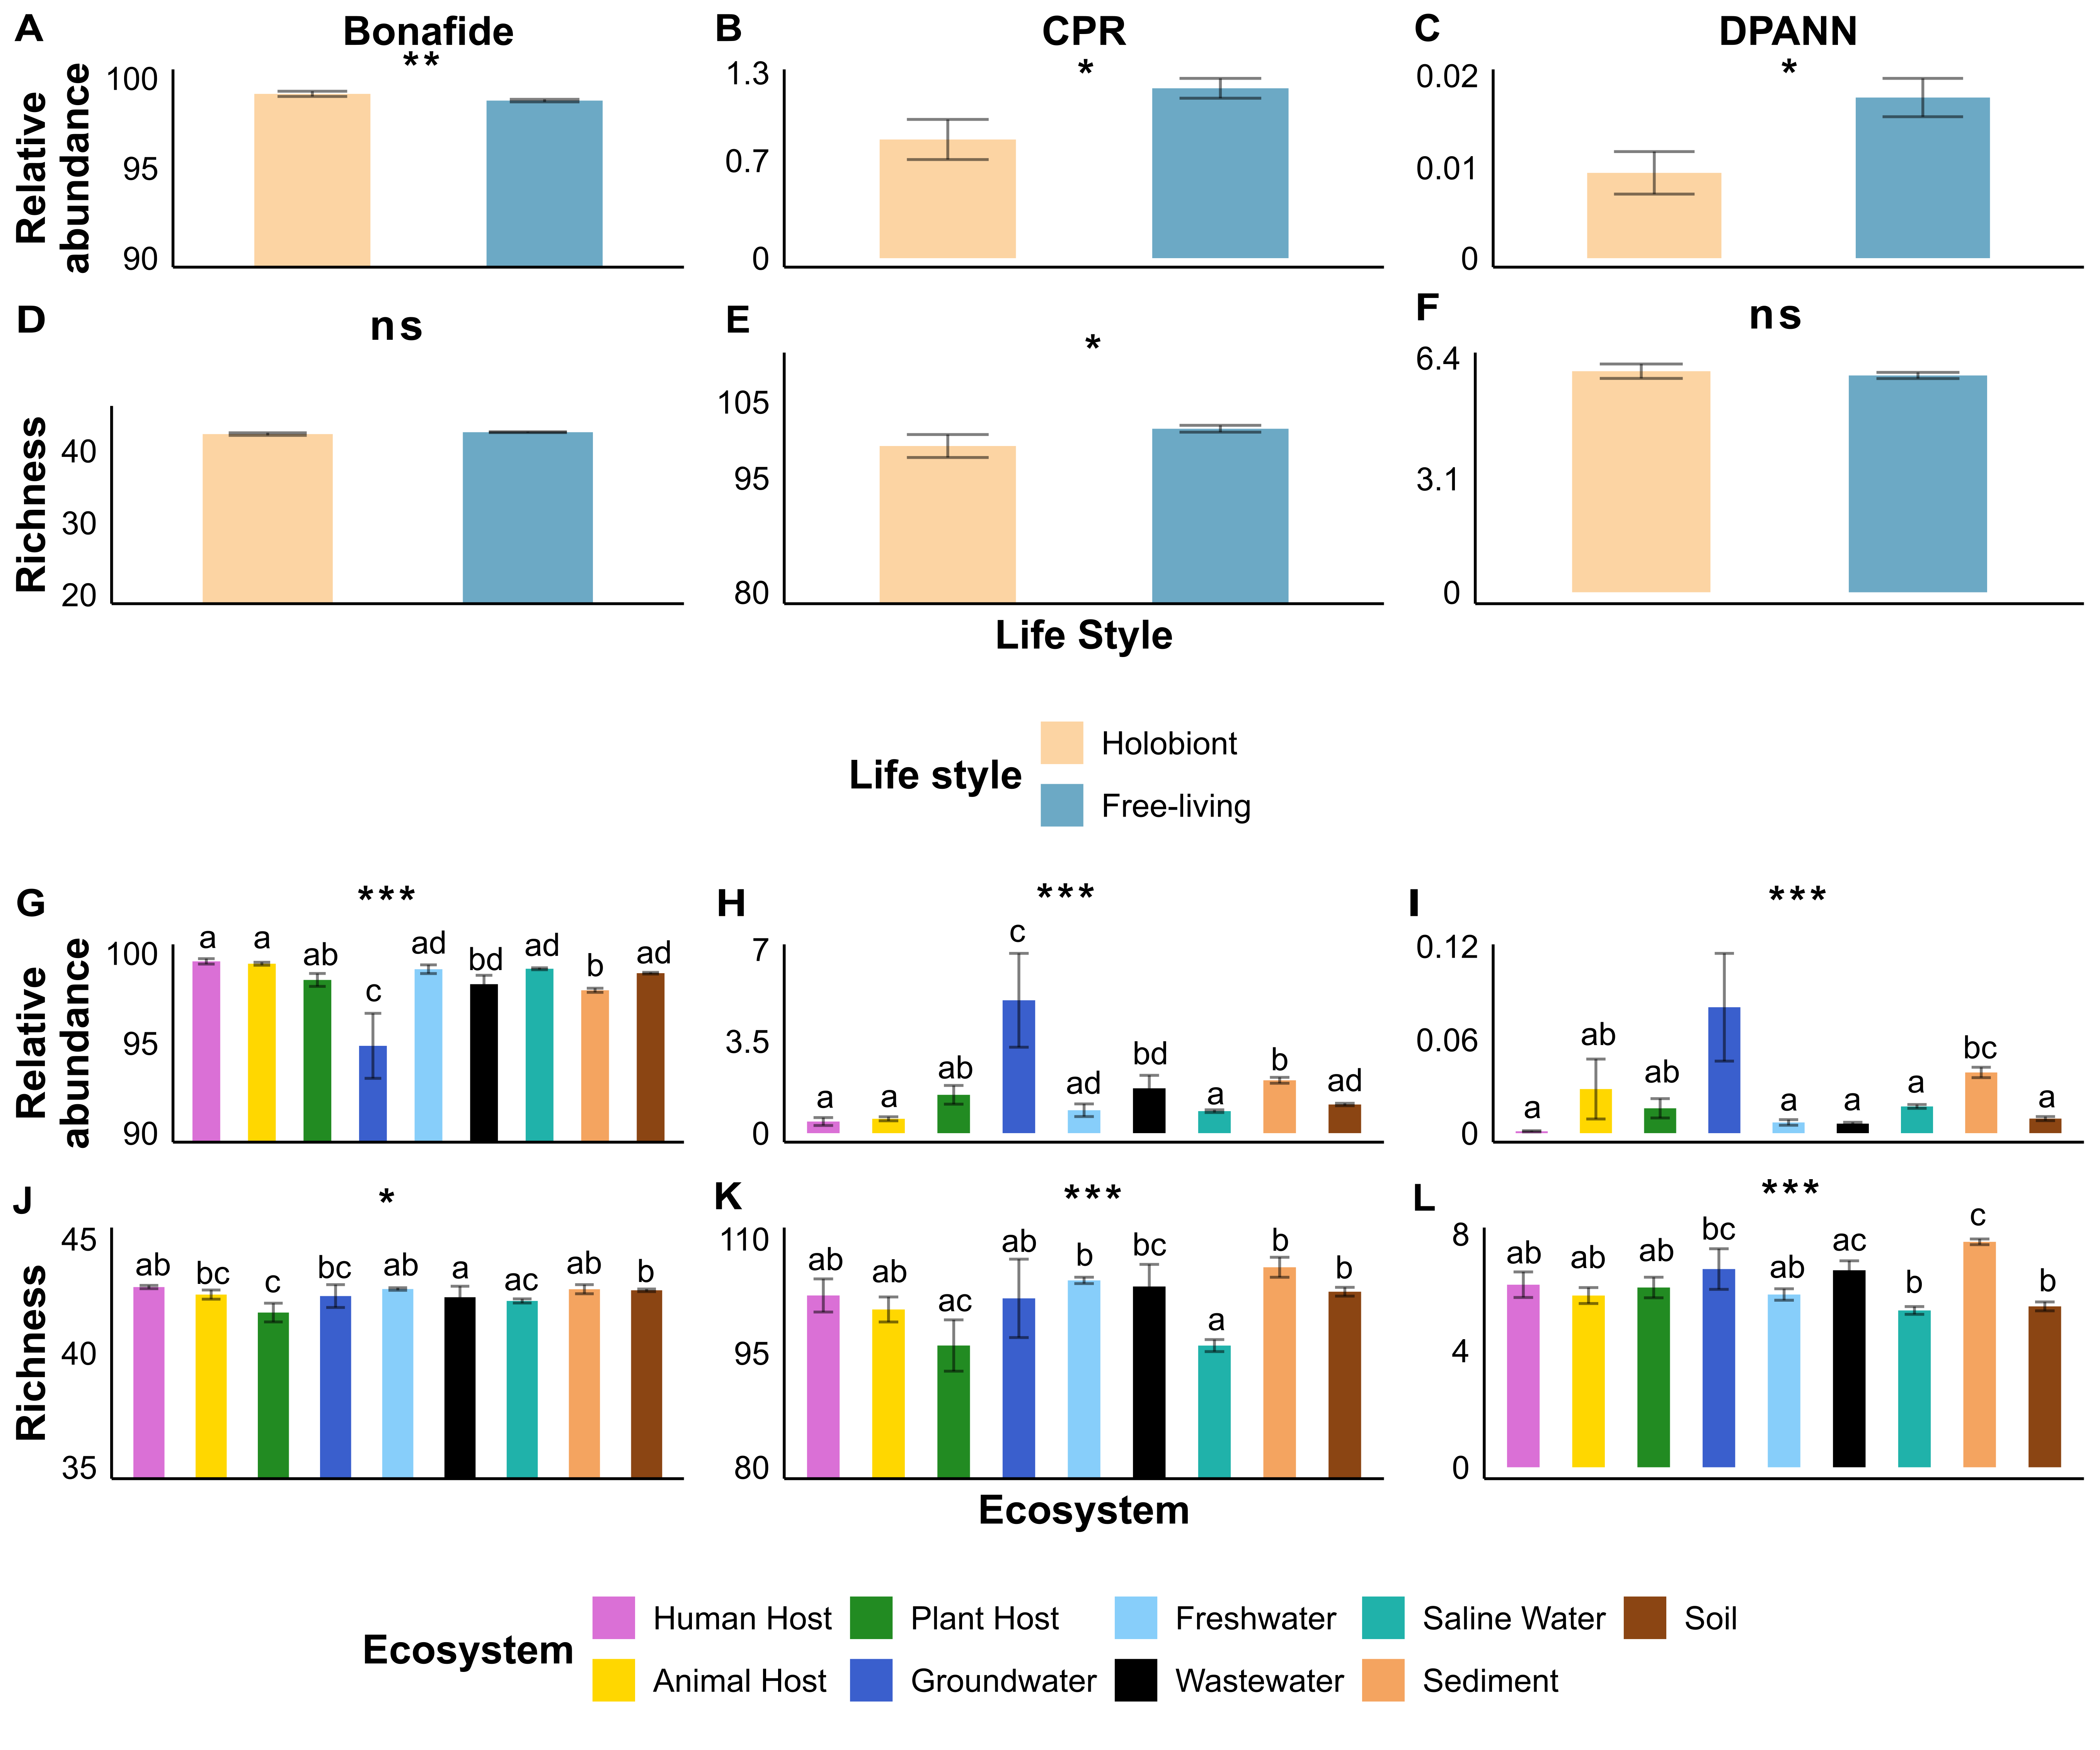 A Bonafide B CPR C DPANN
** * *
Relative abundance
100
95
90
1.3
0.7
0
0.02
0.01
0
D ns E * F ns
Richness
40
30
20
105
95
80
6.4
3.1
0
Life Style
Life style
Holobiont
Free-living
G *** H *** I ***
Relative abundance
100
95
90
a a ab c ad bd ad b ad
7
3.5
0
a a ab c ad bd a b ad
0.12
0.06
0
a ab ab a a a bc a
J * K *** L ***
Richness
45
40
35
ab bc c bc ab a ac ab b
110
95
80
ab ab ac ab b bc a b b
8
4
0
ab ab ab bc ab ac b c b
Ecosystem
Ecosystem
Human Host Plant Host Freshwater Saline Water Soil
Animal Host Groundwater Wastewater Sediment